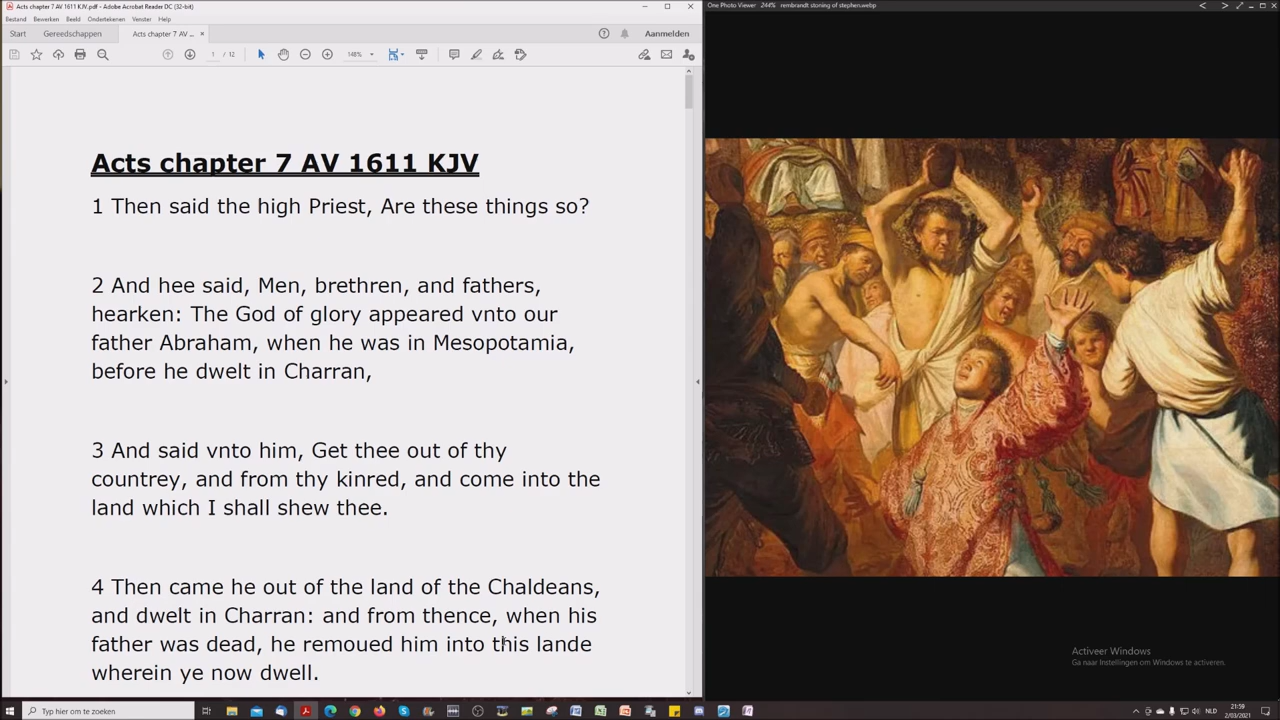 Acts chapter 7 AV 1611 KJV.pdf - Adobe Acrobat Reader DC (32-bit)
Bestand Bewerken Beeld Ondertekenen Venster Help
Start Gereedschappen Acts chapter 7 AV ... × Aanmelden
1 / 12 148%
Acts chapter 7 AV 1611 KJV
1 Then said the high Priest, Are these things so?
2 And hee said, Men, brethren, and fathers,
hearken: The God of glory appeared vnto our
father Abraham, when he was in Mesopotamia,
before he dwelt in Charran,
3 And said vnto him, Get thee out of thy
countrey, and from thy kinred, and come into the
land which I shall shew thee.
4 Then came he out of the land of the Chaldeans,
and dwelt in Charran: and from thence, when his
father was dead, he remoued him into this lande
wherein ye now dwell.
One Photo Viewer 244% rembrandt stoning of stephen.webp
Activeer Windows
Ga naar Instellingen om Windows te activeren.
Typ hier om te zoeken
NLD
21:59
2/03/2021